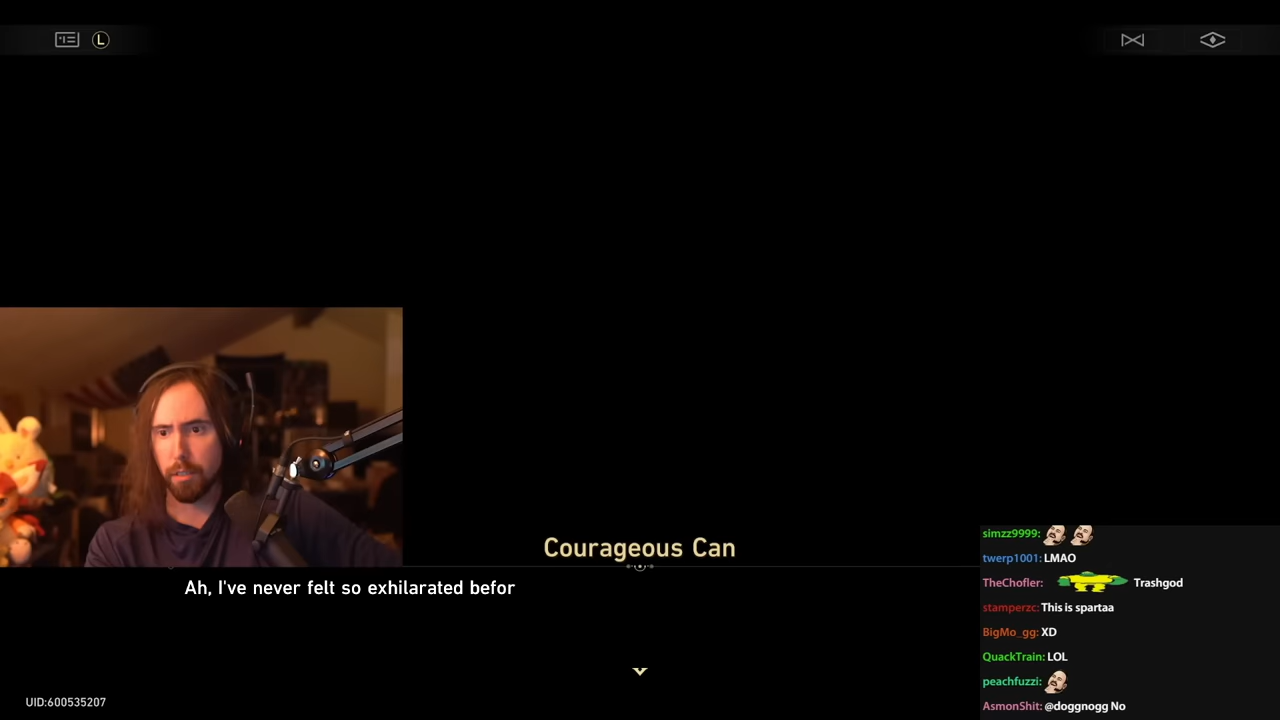 L
Courageous Can
Ah, I've never felt so exhilarated befor
simzz9999:
twerp1001: LMAO
TheChofler: Trashgod
stamperzc: This is spartaa
BigMo_gg: XD
QuackTrain: LOL
peachfuzzi:
AsmonShit: @doggnogg No
UID:600535207